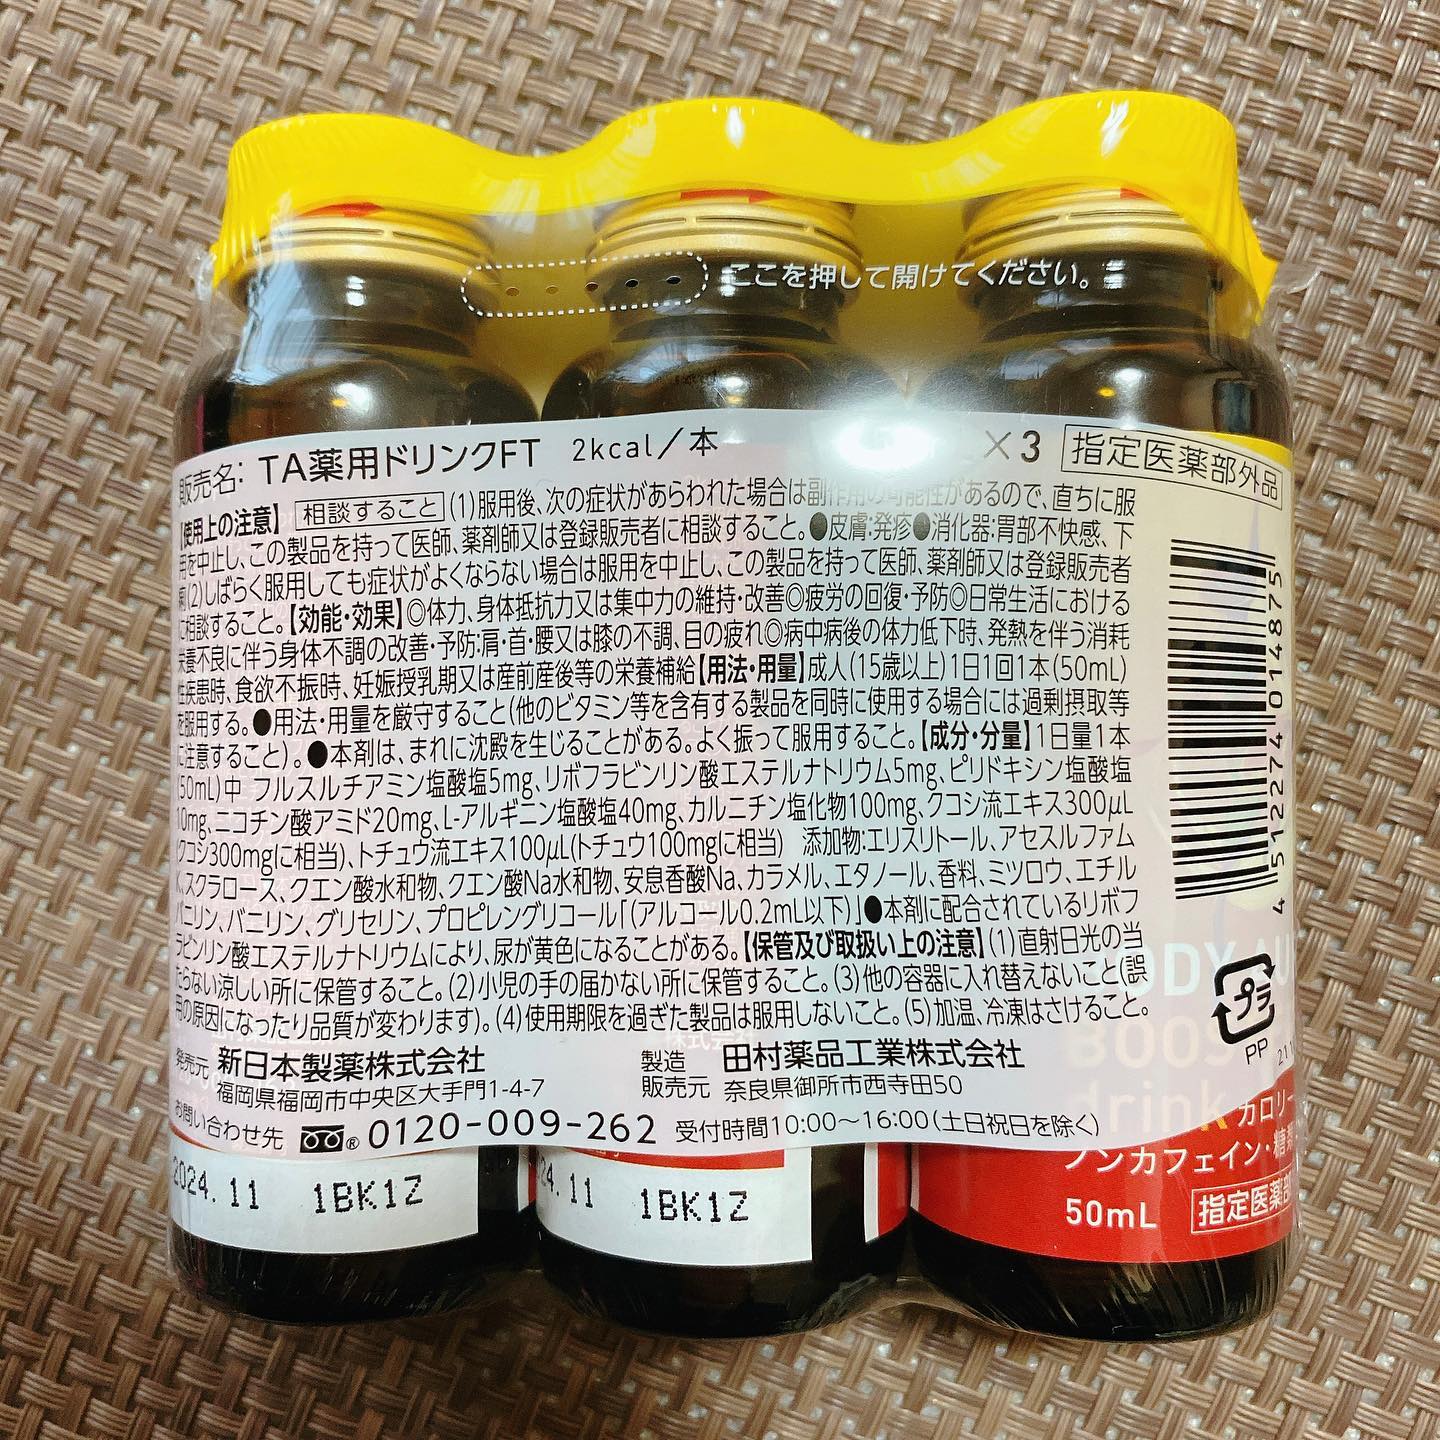 ここを押して開けてください。
販売名: TA薬用ドリンクFT 2kcal/本 ×3 指定医薬部外品
【使用上の注意】 相談すること (1)服用後、次の症状があらわれた場合は副作用の可能性があるので、直ちに服
用を中止し、この製品を持って医師、薬剤師又は登録販売者に相談すること。●皮膚:発疹●消化器:胃部不快感、下
痢(2)しばらく服用しても症状がよくならない場合は服用を中止し、この製品を持って医師、薬剤師又は登録販売者
に相談すること。【効能・効果】◎体力、身体抵抗力又は集中力の維持・改善◎疲労の回復・予防◎日常生活における
栄養不良に伴う身体不調の改善・予防:肩・首・腰又は膝の不調、目の疲れ◎病中病後の体力低下時、発熱を伴う消耗
性疾患時、食欲不振時、妊娠授乳期又は産前産後等の栄養補給【用法・用量】成人(15歳以上)1日1回1本(50mL)
を服用する。●用法・用量を厳守すること(他のビタミン等を含有する製品を同時に使用する場合には過剰摂取等
に注意すること)。●本剤は、まれに沈殿を生じることがある。よく振って服用すること。【成分・分量】1日量1本
(50mL)中 フルスルチアミン塩酸塩5mg、リボフラビンリン酸エステルナトリウム5mg、ピリドキシン塩酸塩
10mg、ニコチン酸アミド20mg、L-アルギニン塩酸塩40mg、カルニチン塩化物100mg、クコシ流エキス300μL
(クコシ300mgに相当)、トチュウ流エキス100μL(トチュウ100mgに相当) 添加物:エリスリトール、アセスルファム
K、スクラロース、クエン酸水和物、クエン酸Na水和物、安息香酸Na、カラメル、エタノール、香料、ミツロウ、エチル
バニリン、バニリン、グリセリン、プロピレングリコール「(アルコール0.2mL以下)」●本剤に配合されているリボフ
ラビンリン酸エステルナトリウムにより、尿が黄色になることがある。【保管及び取扱い上の注意】(1)直射日光の当
たらない涼しい所に保管すること。(2)小児の手の届かない所に保管すること。(3)他の容器に入れ替えないこと(誤
用の原因になったり品質が変わります)。(4)使用期限を過ぎた製品は服用しないこと。(5)加温、冷凍はさけること。
発売元 新日本製薬株式会社
福岡県福岡市中央区大手門1-4-7
製造販売元 田村薬品工業株式会社
奈良県御所市西寺田50
お問い合わせ先 0120-009-262 受付時間10:00~16:00(土日祝日を除く)
4 512274 014875
プラ
PP
BODY
BOOS
drink カロリー
ノンカフェイン・糖
50mL 指定医薬部
2024.11 1BK1Z
24.11 1BK1Z